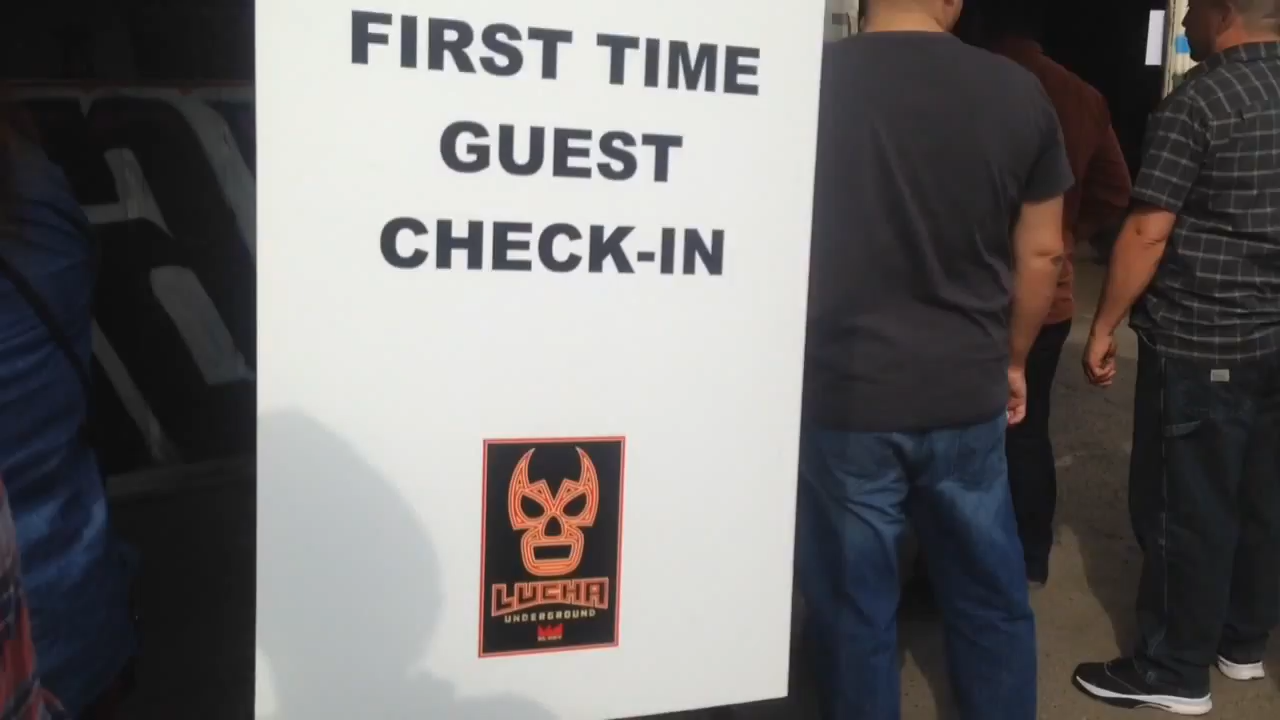 FIRST TIME
GUEST
CHECK-IN
LUCHA
UNDERGROUND